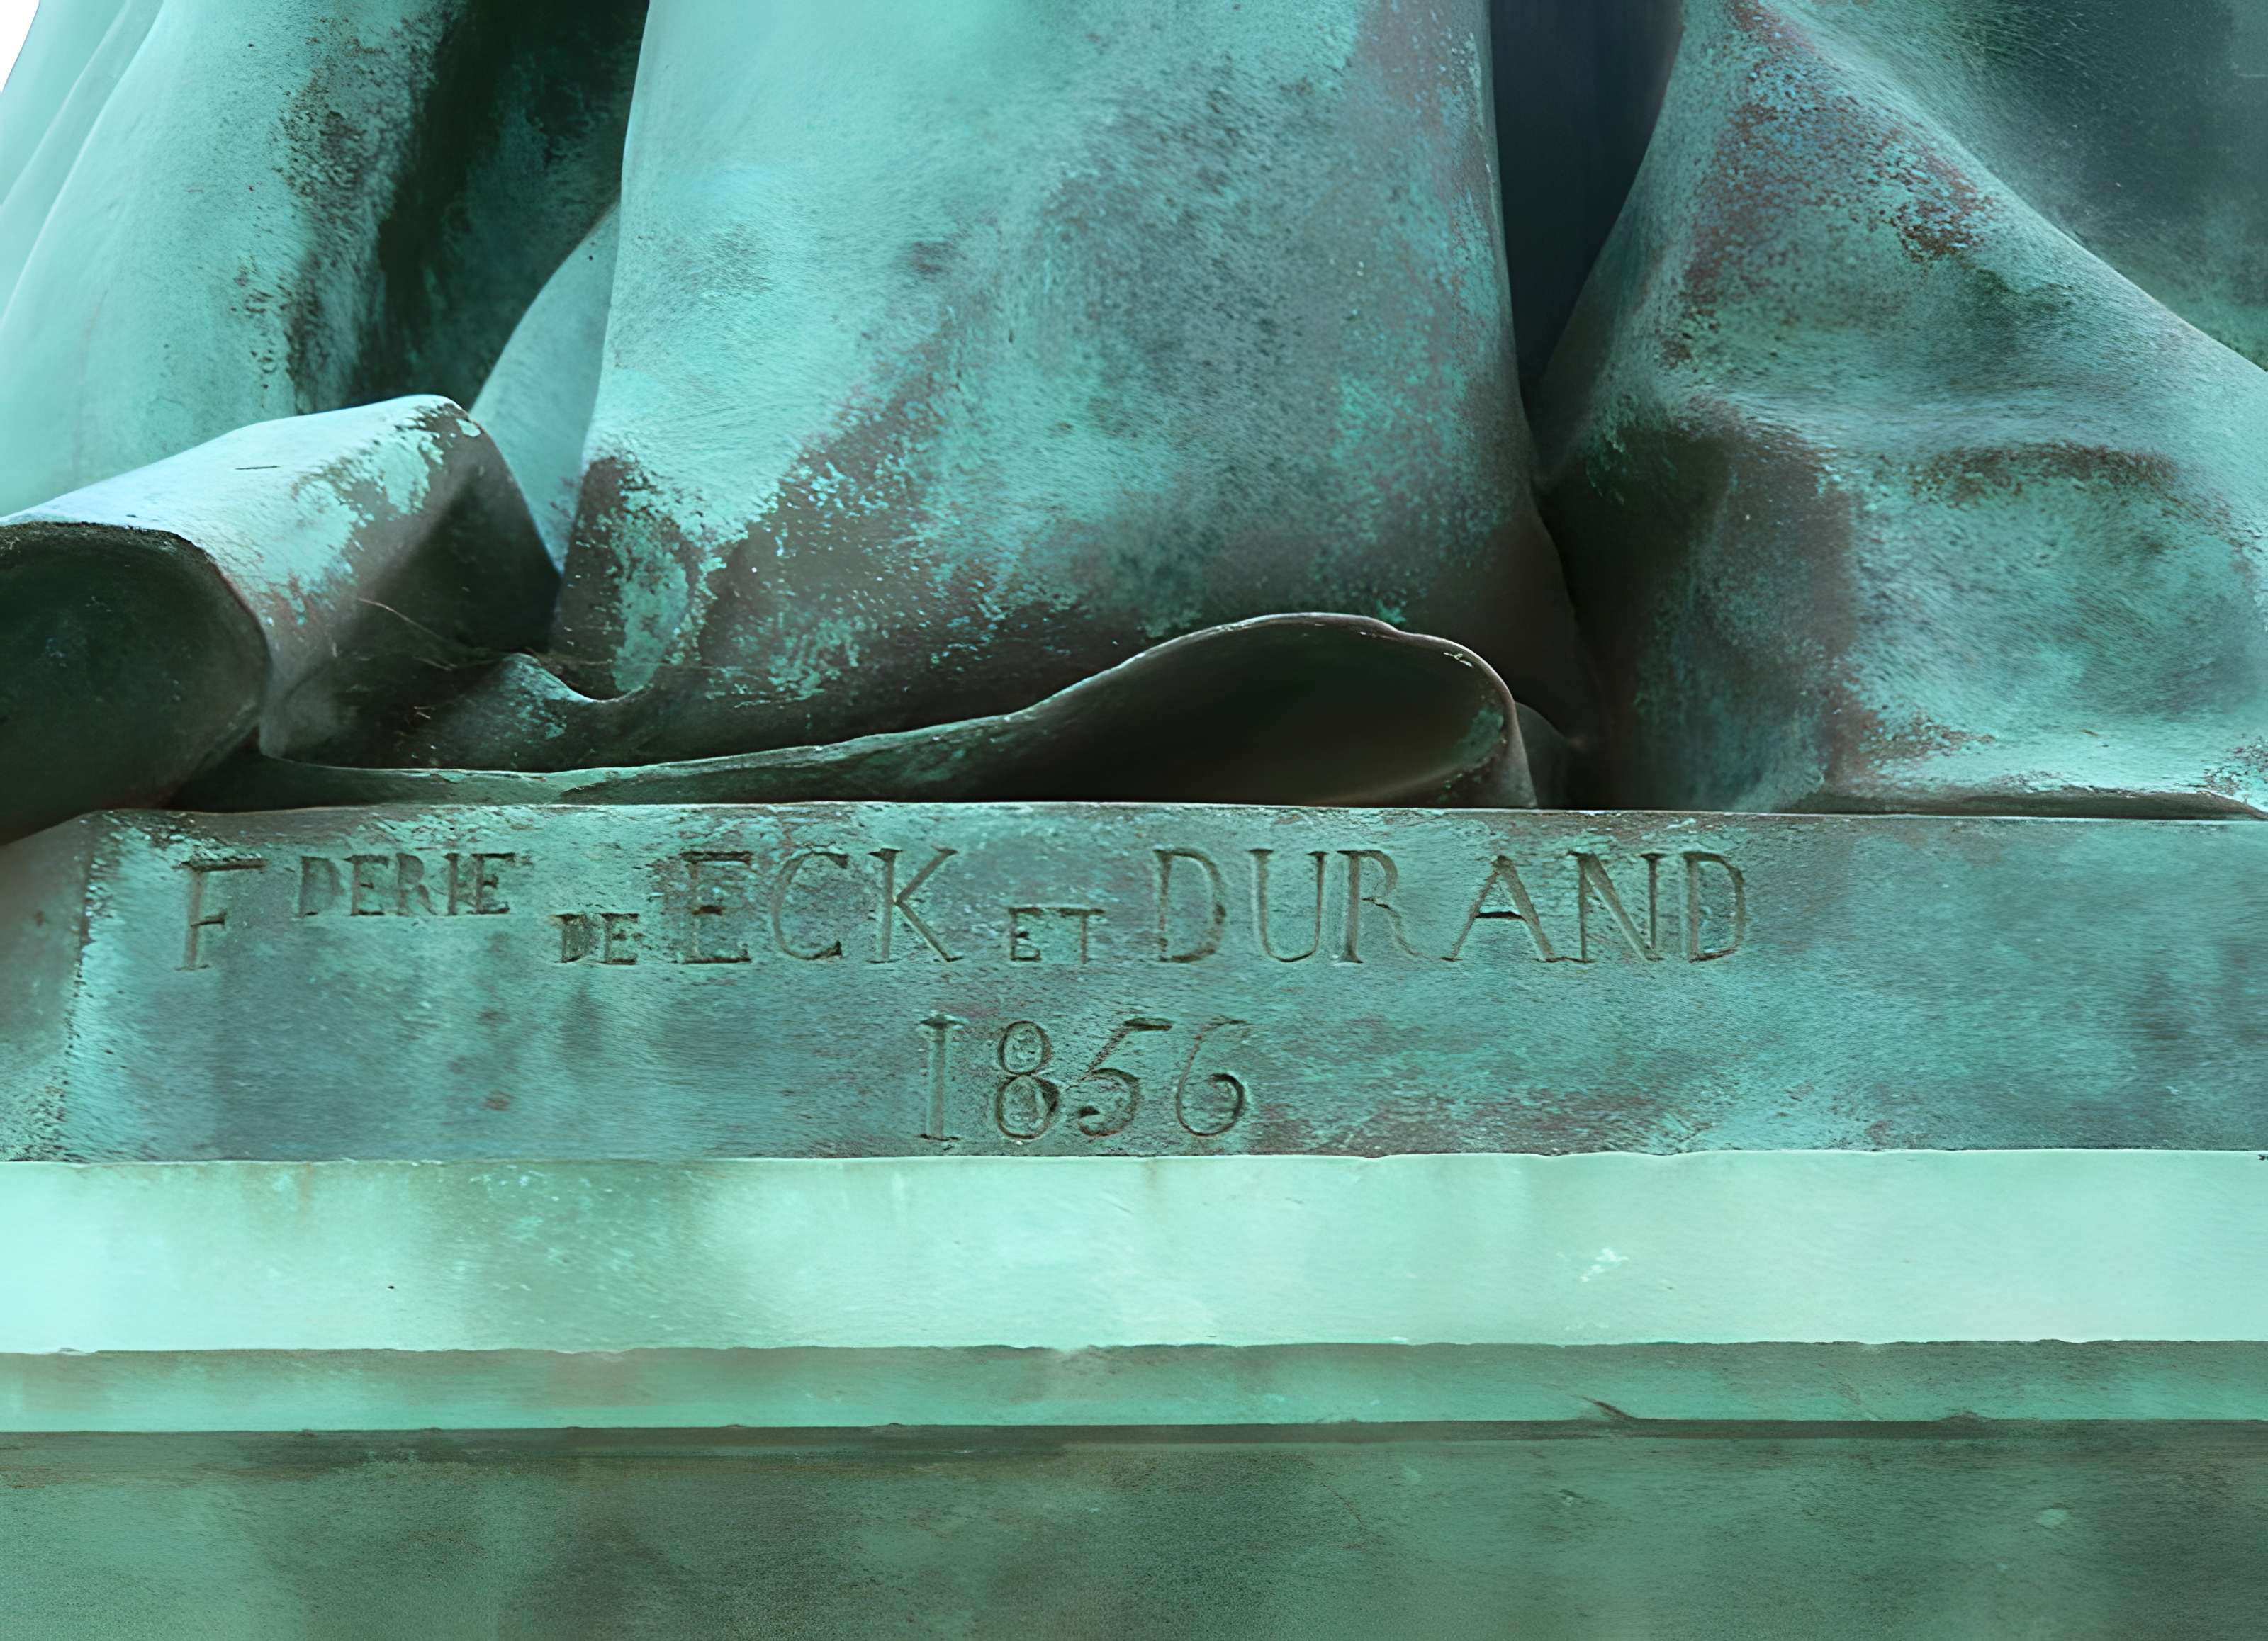 FDERIE DE ECK ET DURAND
1856